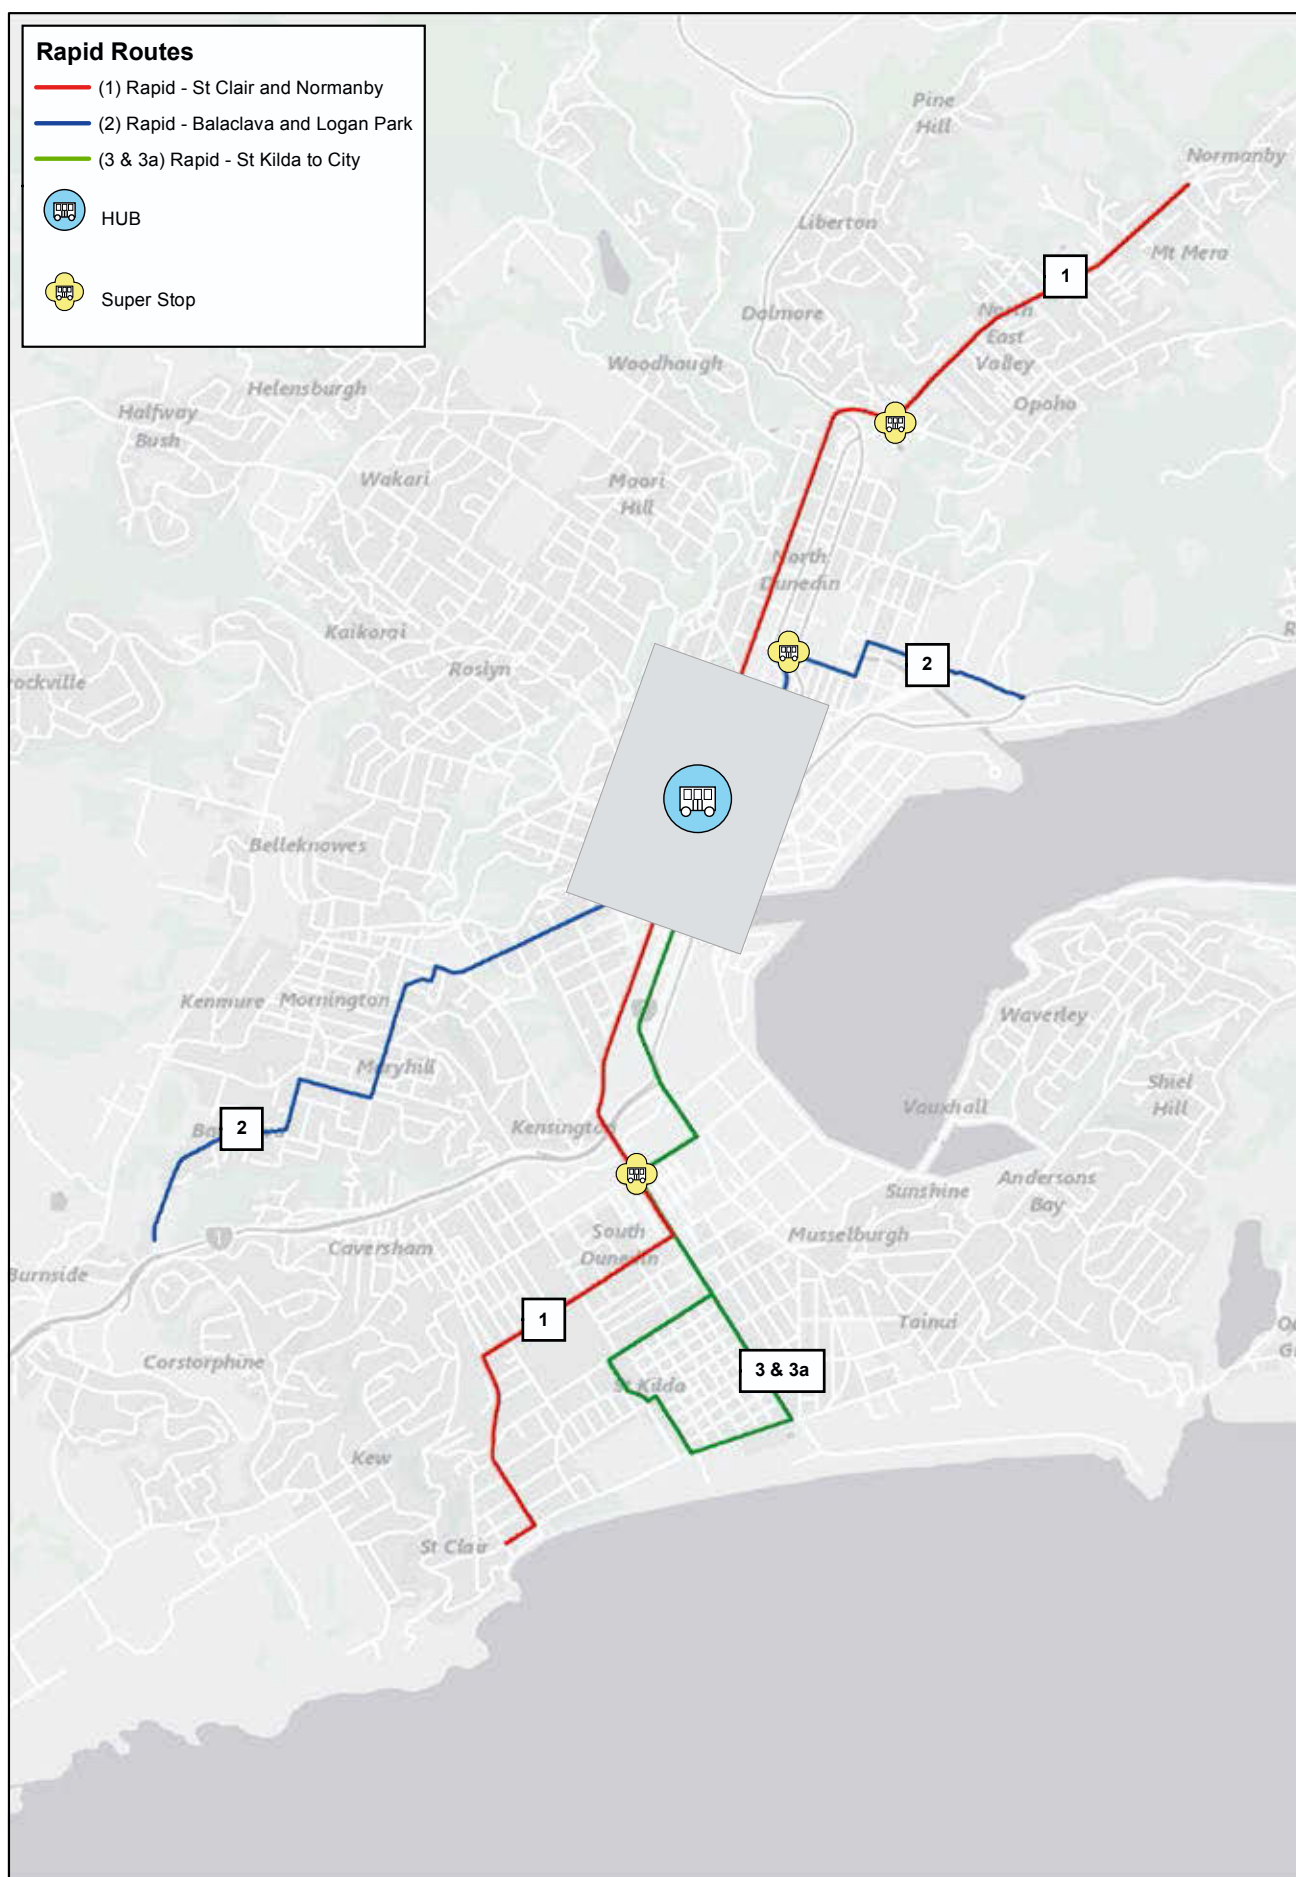 Rapid Routes
(1) Rapid - St Clair and Normanby
(2) Rapid - Balaclava and Logan Park
(3 & 3a) Rapid - St Kilda to City
HUB
Super Stop
Pine
Hill
Normanby
Liberton
Mt Mera
1
Dalmore
North
East
Valley
Woodhaugh
Helensburgh
Opoho
Halfway
Bush
Wakari
Maori
Hill
North
Dunedin
Kaikorai
Roslyn
2
rockville
Belleknowes
Kenmure
Mornington
Waverley
Maryhill
Shiel
Hill
Vauxhall
Kensington
2
Andersons
Bay
Sunshine
South
Dunedin
Musselburgh
1
Caversham
Burnside
Tainui
1
Corstorphine
3 & 3a
St Kilda
Kew
St Clair